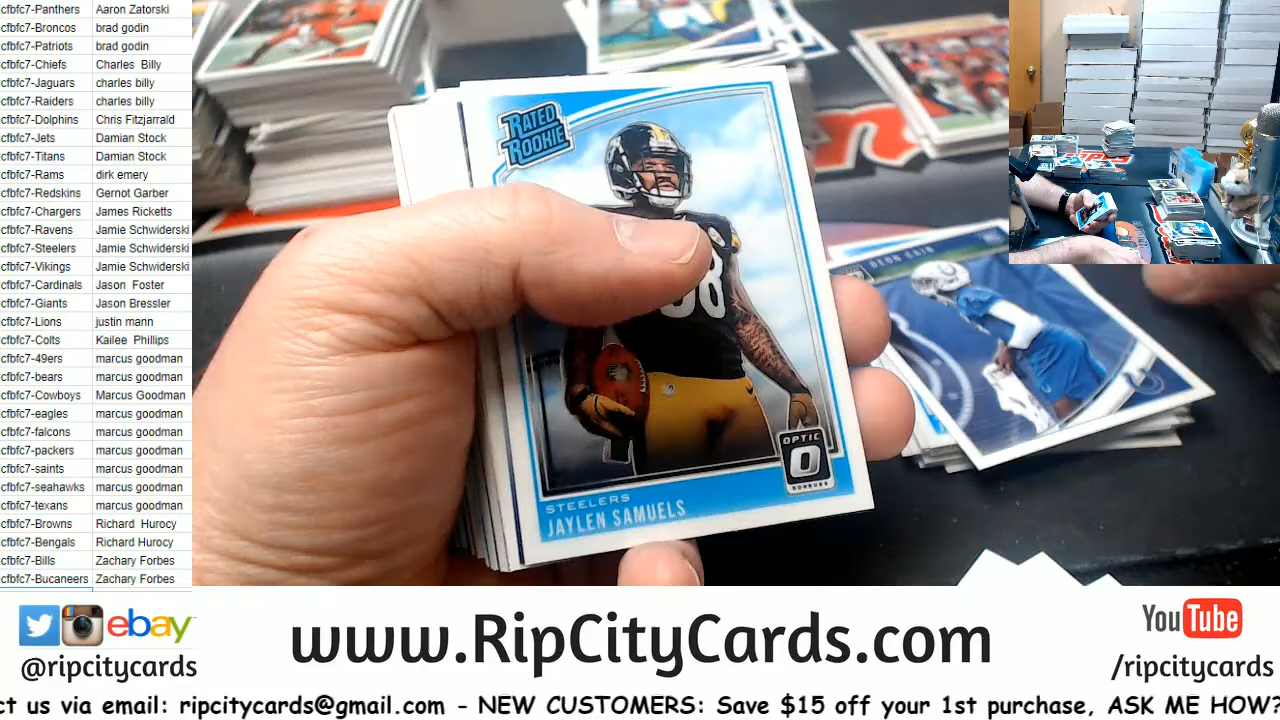 cfbfc7-Panthers Aaron Zatorski
cfbfc7-Broncos brad godin
cfbfc7-Patriots brad godin
cfbfc7-Chiefs Charles Billy
cfbfc7-Jaguars charles billy
cfbfc7-Raiders charles billy
cfbfc7-Dolphins Chris Fitzjarrald
cfbfc7-Jets Damian Stock
cfbfc7-Titans Damian Stock
cfbfc7-Rams dirk emery
cfbfc7-Redskins Gernot Garber
cfbfc7-Chargers James Ricketts
cfbfc7-Ravens Jamie Schwiderski
cfbfc7-Steelers Jamie Schwiderski
cfbfc7-Vikings Jamie Schwiderski
cfbfc7-Cardinals Jason Foster
cfbfc7-Giants Jason Bressler
cfbfc7-Lions justin mann
cfbfc7-Colts Kailee Phillips
cfbfc7-49ers marcus goodman
cfbfc7-bears marcus goodman
cfbfc7-Cowboys Marcus Goodman
cfbfc7-eagles marcus goodman
cfbfc7-falcons marcus goodman
cfbfc7-packers marcus goodman
cfbfc7-saints marcus goodman
cfbfc7-seahawks marcus goodman
cfbfc7-texans marcus goodman
cfbfc7-Browns Richard Hurocy
cfbfc7-Bengals Richard Hurocy
cfbfc7-Bills Zachary Forbes
cfbfc7-Bucaneers Zachary Forbes
RATED
ROOKIE
38
OPTIC
O
DONRUSS
STEELERS
JAYLEN SAMUELS
DEON CAIN
ebay
@ripcitycards
www.RipCityCards.com
YouTube
/ripcitycards
ct us via email: ripcitycards@gmail.com - NEW CUSTOMERS: Save $15 off your 1st purchase, ASK ME HOW?